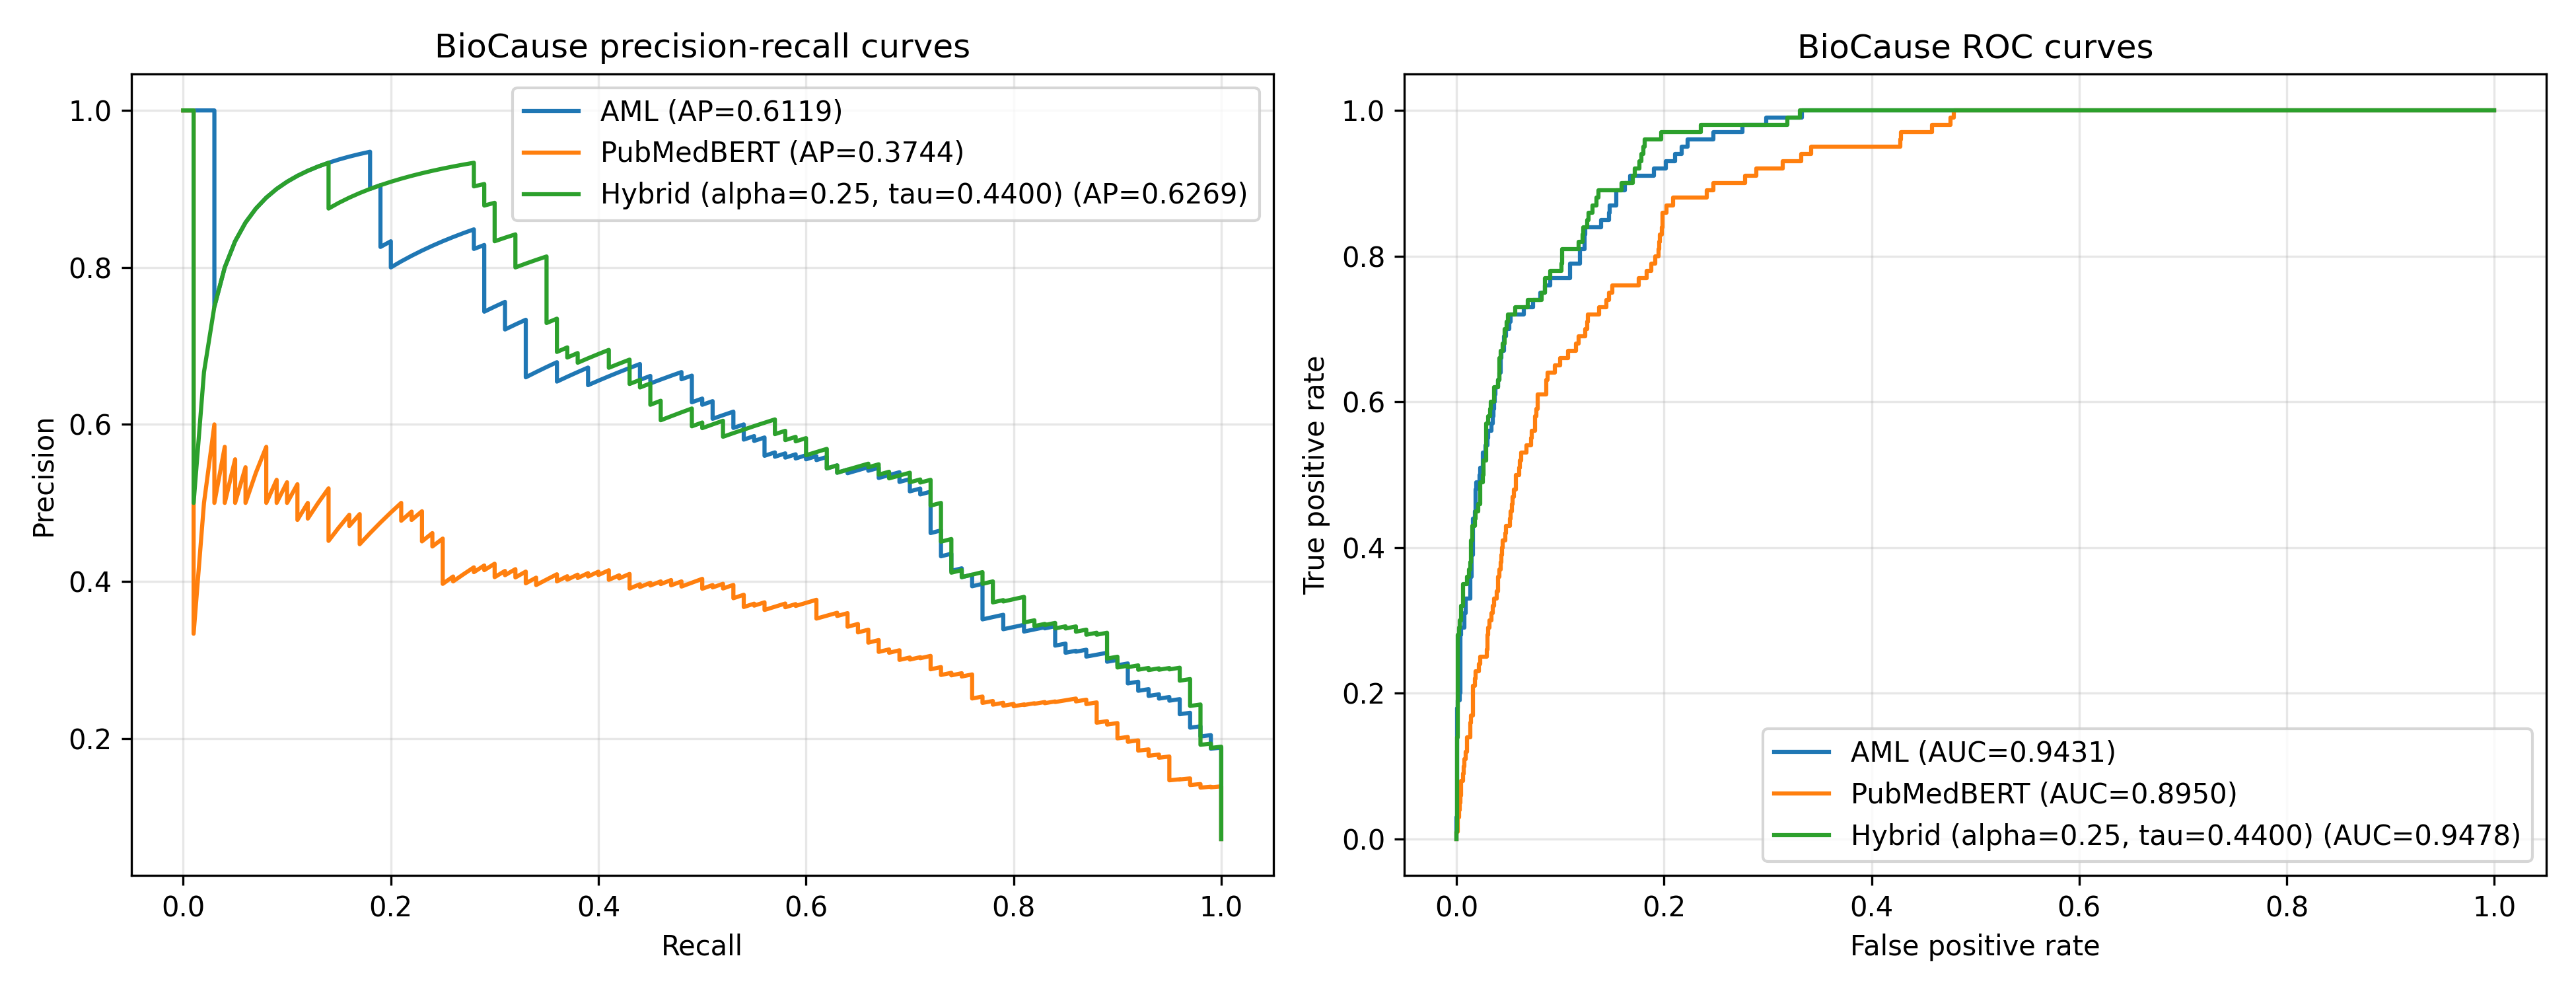 BioCause precision-recall curves
AML (AP=0.6119)
PubMedBERT (AP=0.3744)
Hybrid (alpha=0.25, tau=0.4400) (AP=0.6269)
Precision
1.0
0.8
0.6
0.4
0.2
0.0 0.2 0.4 0.6 0.8 1.0
Recall
BioCause ROC curves
True positive rate
1.0
0.8
0.6
0.4
0.2
0.0
AML (AUC=0.9431)
PubMedBERT (AUC=0.8950)
Hybrid (alpha=0.25, tau=0.4400) (AUC=0.9478)
0.0 0.2 0.4 0.6 0.8 1.0
False positive rate